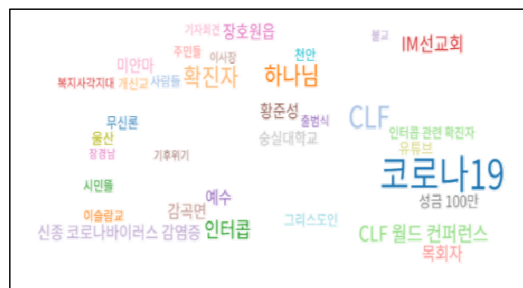 기자회견 장호원읍
불교
IM선교회
주민들 이사장
천안
미얀마
복지사각지대 개신교 사람들 확진자 하나님
황준성 출범식
CLF
무신론
인터콥 관련 확진자
울산
숭실대학교
유튜브
장경남
기후위기
코로나19
시민들
예수
성금 100만
이슬람교
감곡면
그리스도인
신종 코로나바이러스 감염증 인터콥
CLF 월드 컨퍼런스
목회자